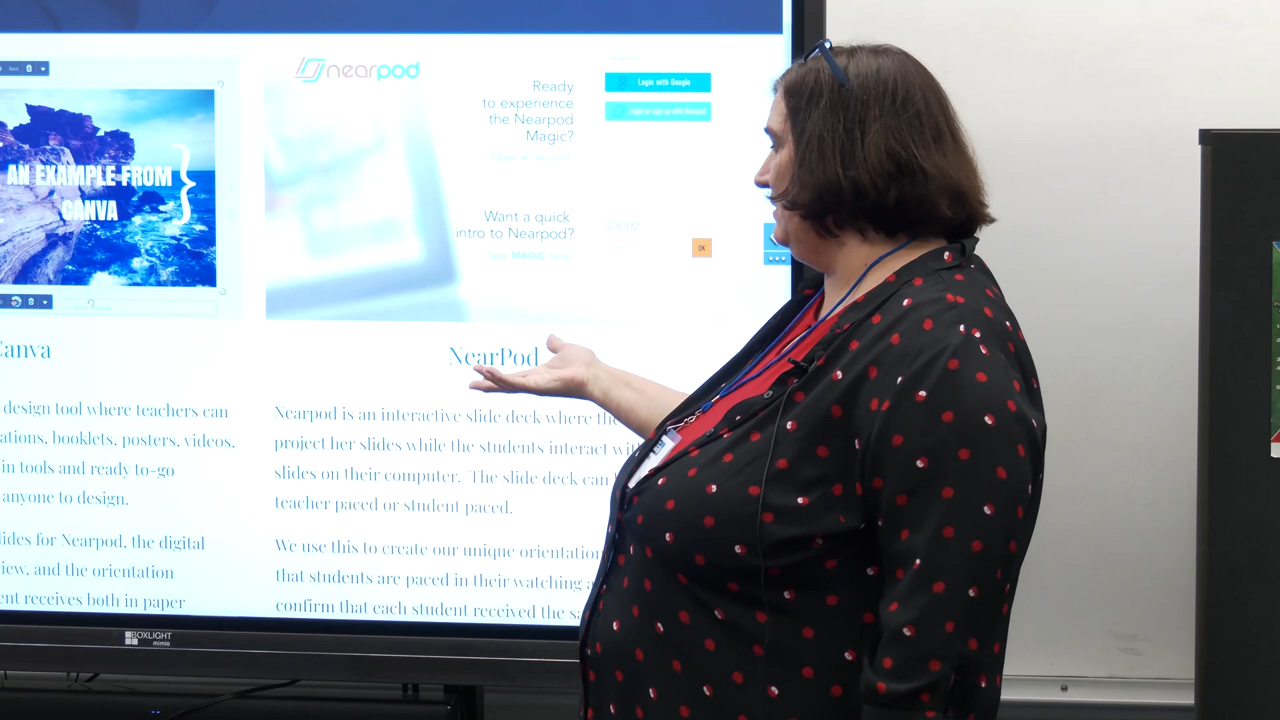 AN EXAMPLE FROM
CANVA
nearpod
Ready
to experience
the Nearpod
Magic?
Want a quick
intro to Nearpod?
Login with Google
STUDENT
OK
Canva
design tool where teachers can
ations, booklets, posters, videos,
in tools and ready to-go
anyone to design.
lides for Nearpod, the digital
iew, and the orientation
ent receives both in paper
NearPod
Nearpod is an interactive slide deck where the
project her slides while the students interact with
slides on their computer. The slide deck can
teacher paced or student paced.
We use this to create our unique orientation
that students are paced in their watching a
confirm that each student received the sa
BOXLIGHT
mimio